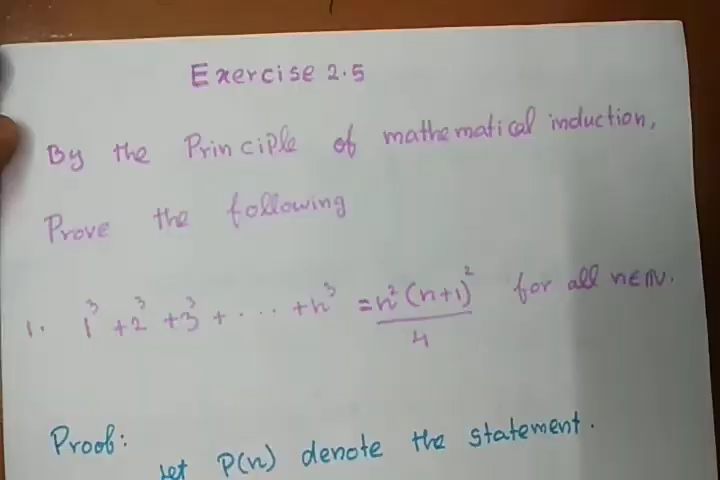 Exercise 2.5
By the Principle of mathematical induction,
Prove the following
1. 1³ + 2³ + 3³ + .... + n³ = n²(n+1)²/4 for all n∈N.
Proof:
Let P(n) denote the statement.